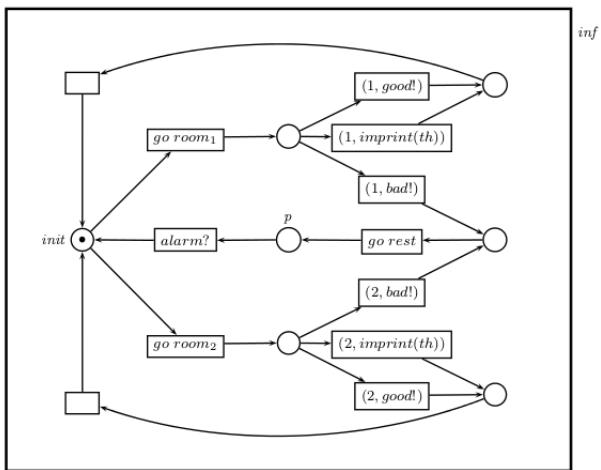 inf
(1, good!)
go room₁
(1, imprint(th))
(1, bad!)
p
init
alarm?
go rest
(2, bad!)
go room₂
(2, imprint(th))
(2, good!)